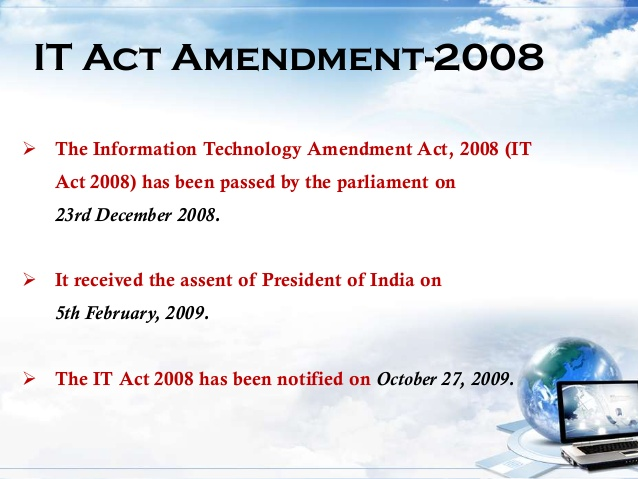 IT Act Amendment-2008
➢ The Information Technology Amendment Act, 2008 (IT
Act 2008) has been passed by the parliament on
23rd December 2008.
➢ It received the assent of President of India on
5th February, 2009.
➢ The IT Act 2008 has been notified on October 27, 2009.